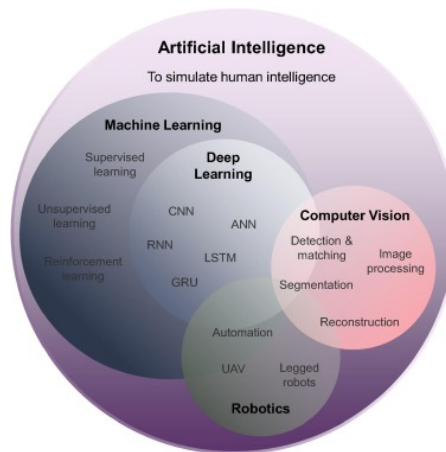 Artificial Intelligence
To simulate human intelligence
Machine Learning
Supervised
learning
Unsupervised
learning
Reinforcement
learning
Deep
Learning
CNN
ANN
RNN
LSTM
GRU
Computer Vision
Detection &
matching
Image
processing
Segmentation
Reconstruction
Automation
UAV
Legged
robots
Robotics